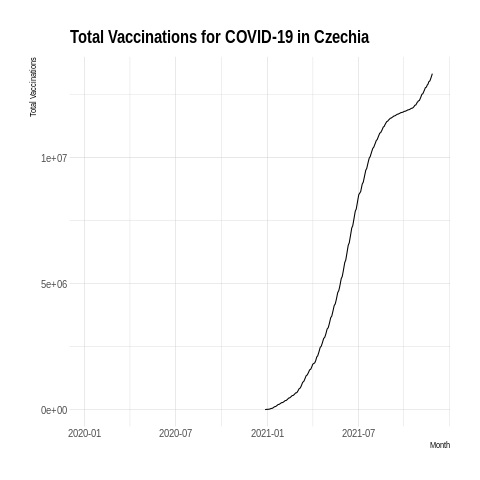 Total Vaccinations for COVID-19 in Czechia
Total Vaccinations
1e+07
5e+06
0e+00
2020-01 2020-07 2021-01 2021-07
Month